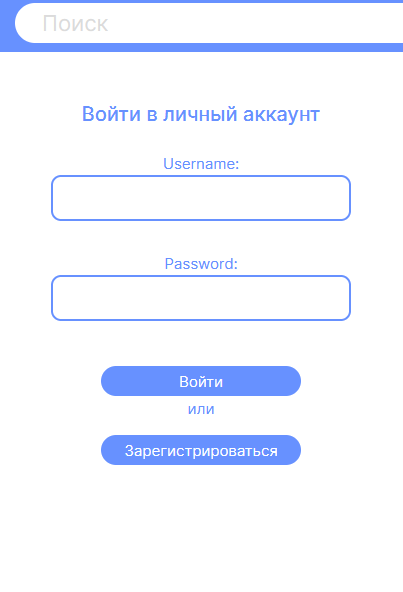 Поиск
Войти в личный аккаунт
Username:
Password:
Войти
или
Зарегистрироваться